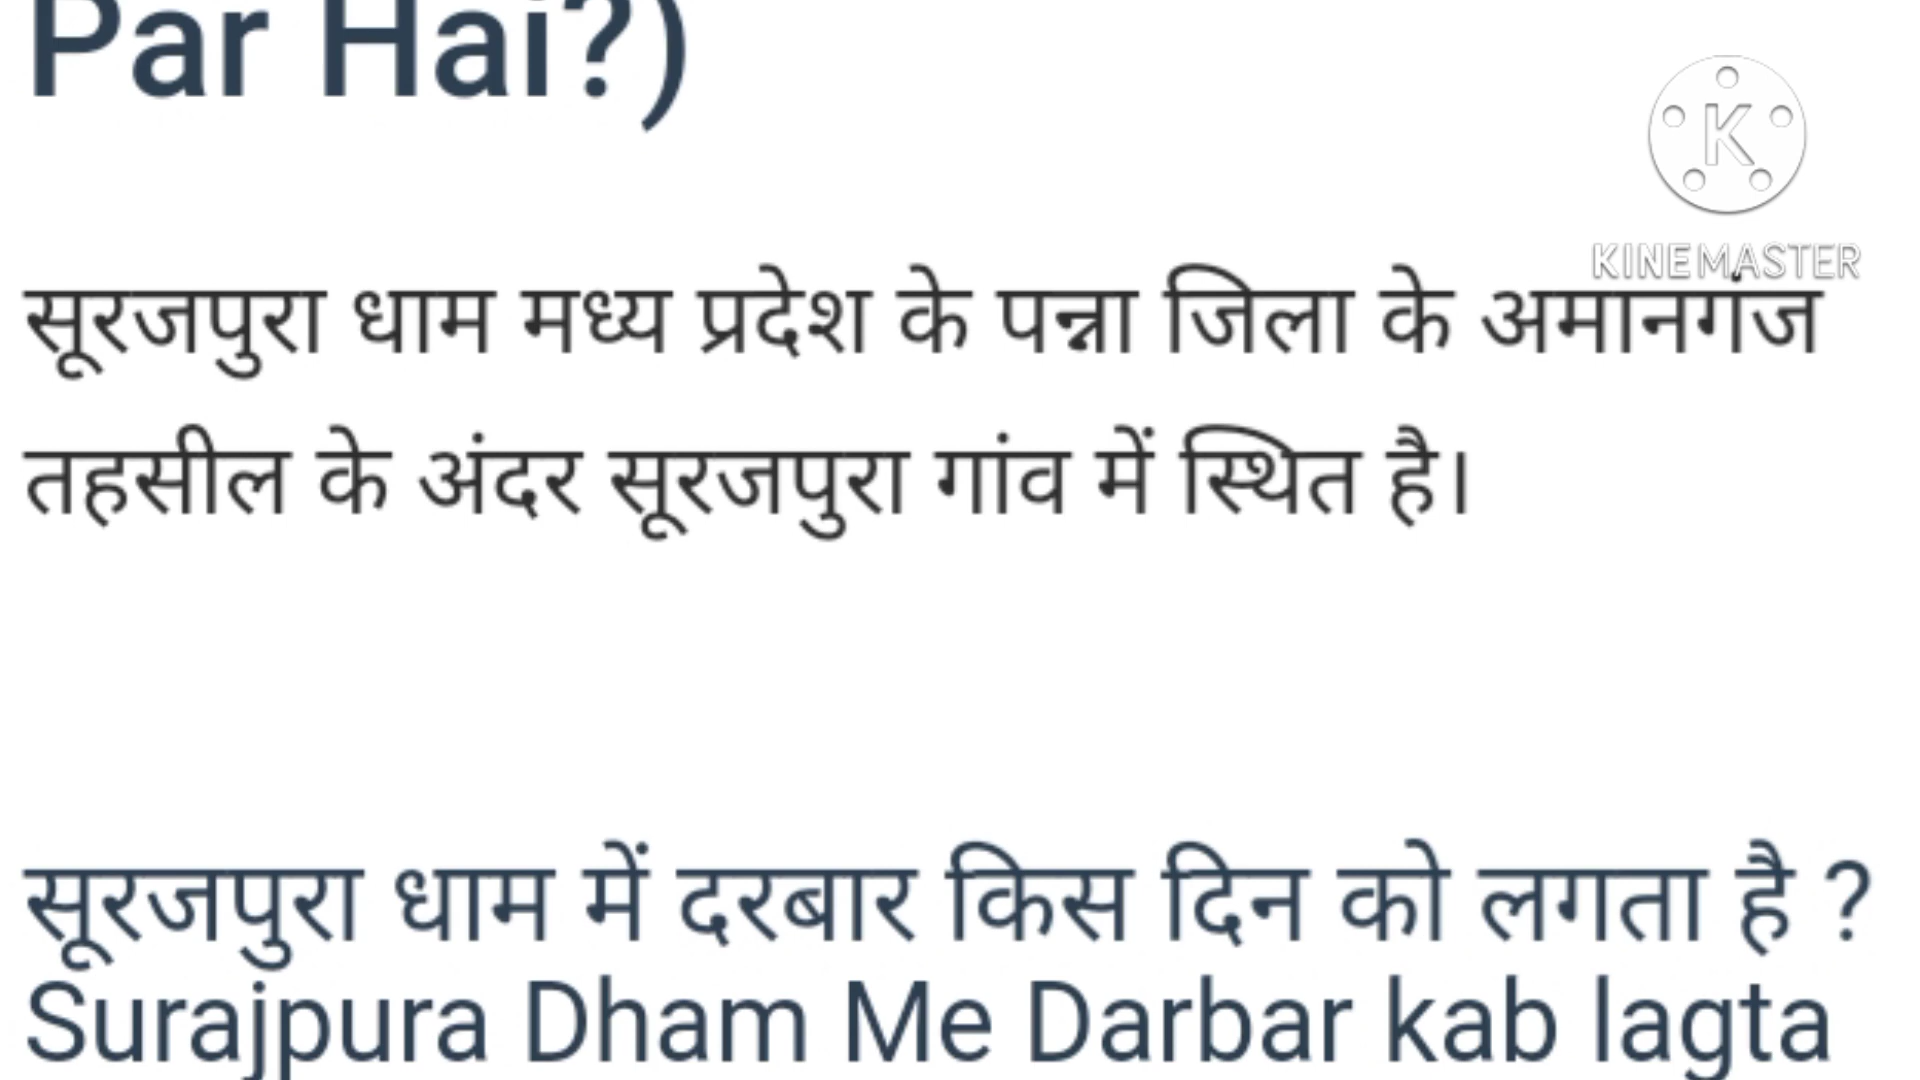 Par Hai?)
KINEMASTER
सूरजपुरा धाम मध्य प्रदेश के पन्ना जिला के अमानगंज
तहसील के अंदर सूरजपुरा गांव में स्थित है।
सूरजपुरा धाम में दरबार किस दिन को लगता है ?
Surajpura Dham Me Darbar kab lagta